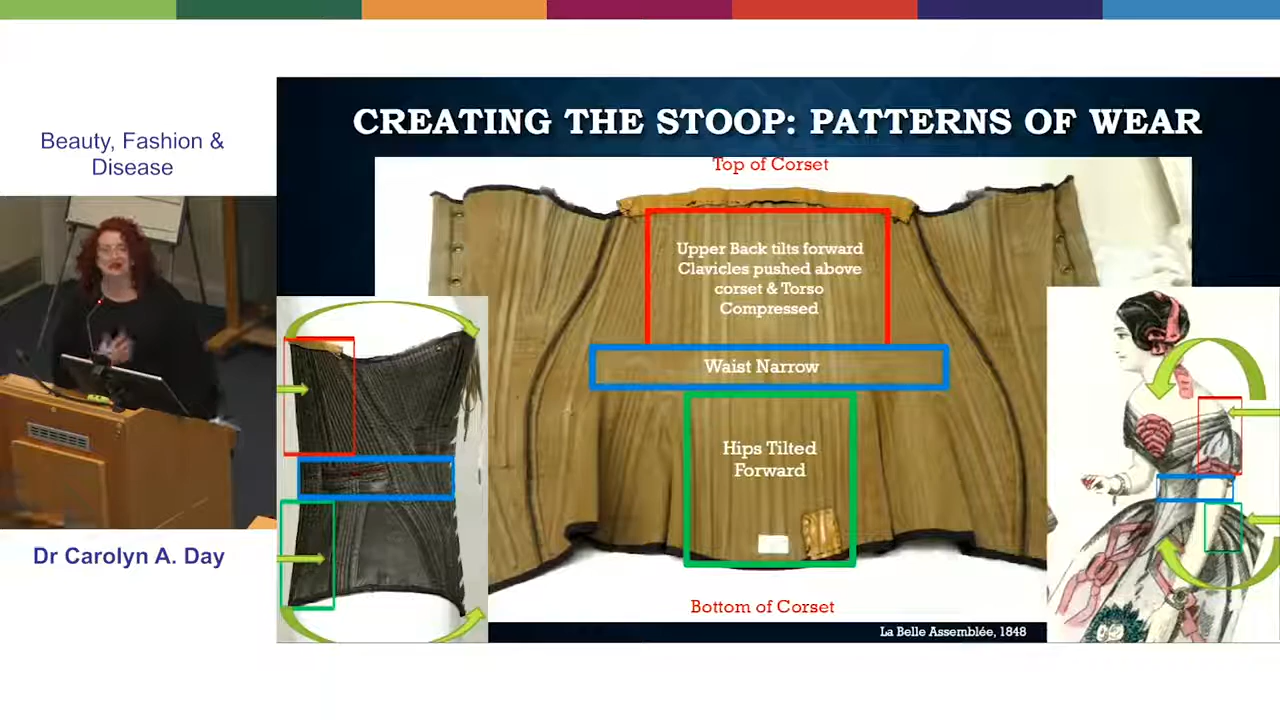 Beauty, Fashion &
Disease
Dr Carolyn A. Day
CREATING THE STOOP: PATTERNS OF WEAR
Top of Corset
Upper Back tilts forward
Clavicles pushed above
corset & Torso
Compressed
Waist Narrow
Hips Tilted
Forward
Bottom of Corset
La Belle Assemblée, 1848